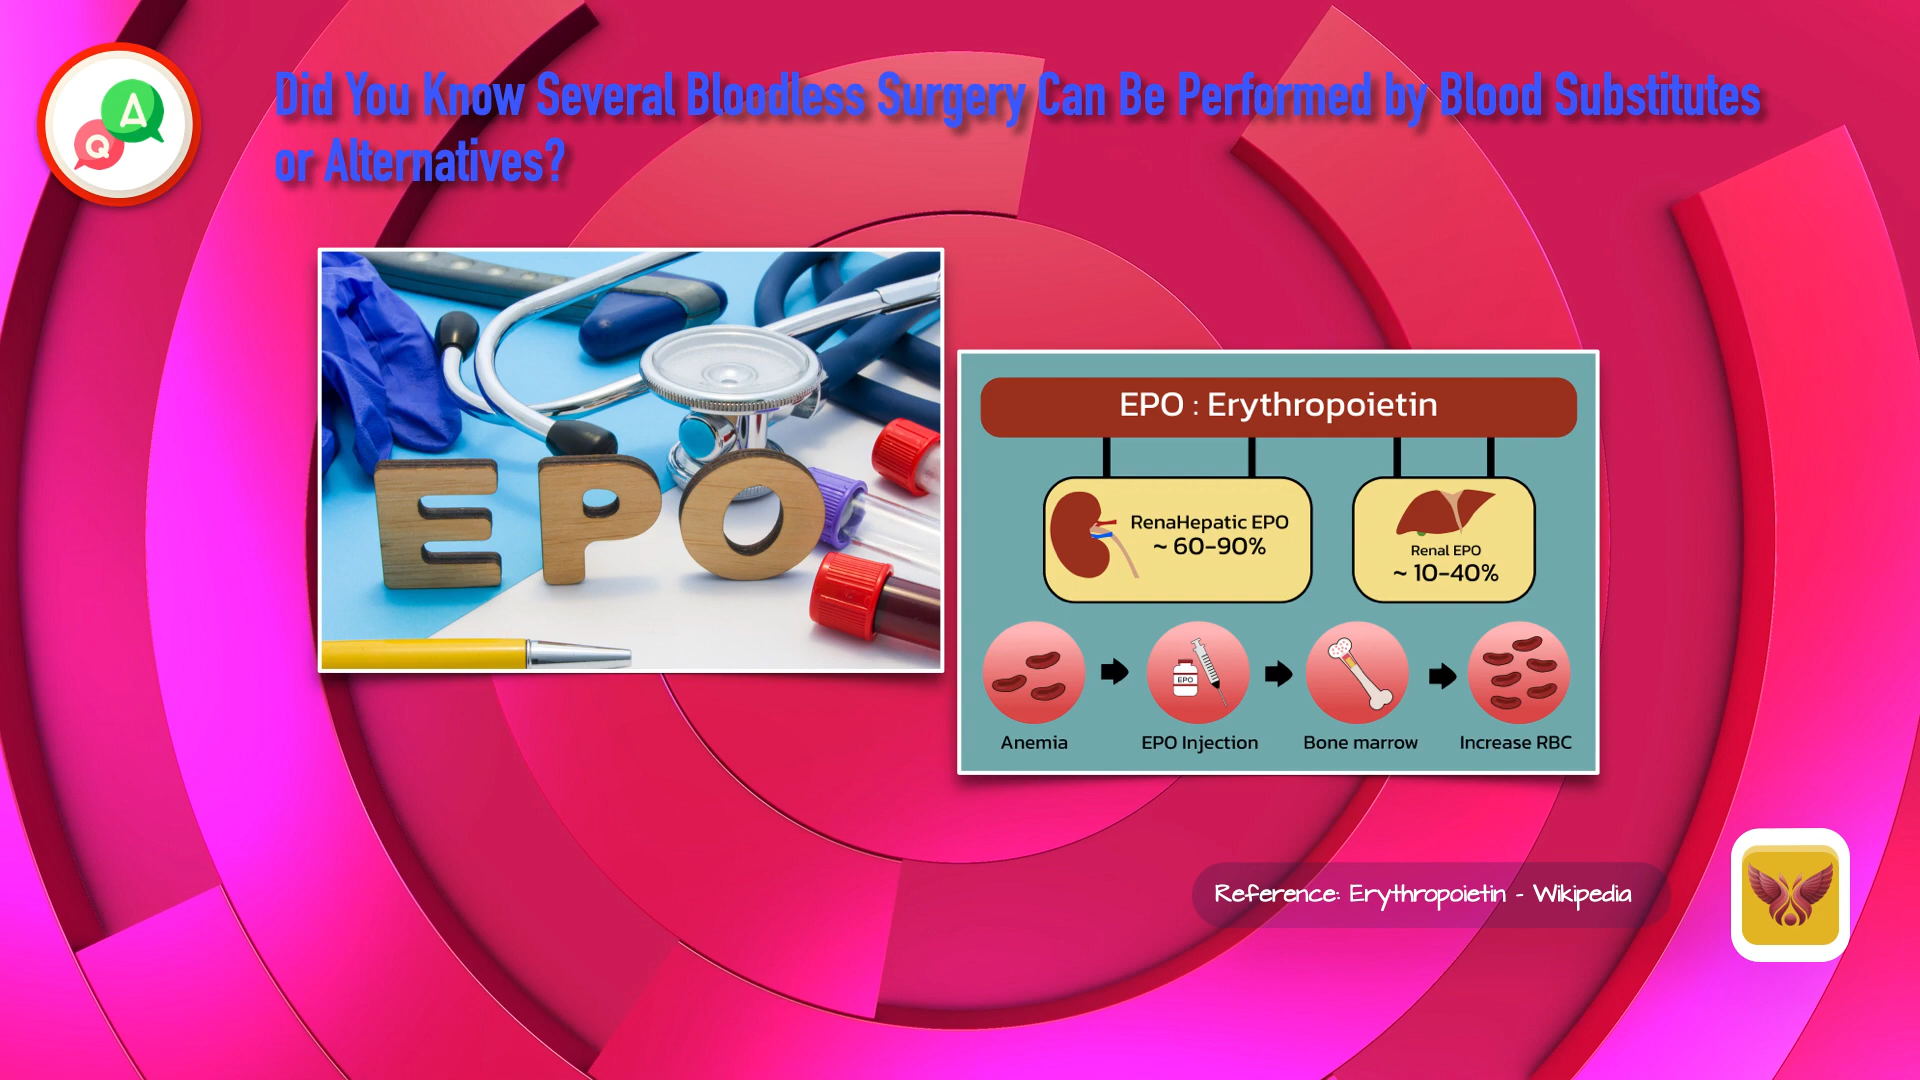 Q A
Did You Know Several Bloodless Surgery Can Be Performed by Blood Substitutes
or Alternatives?
EPO
EPO : Erythropoietin
RenaHepatic EPO
~ 60-90%
Renal EPO
~ 10-40%
EPO
Anemia
EPO Injection
Bone marrow
Increase RBC
Reference: Erythropoietin - Wikipedia